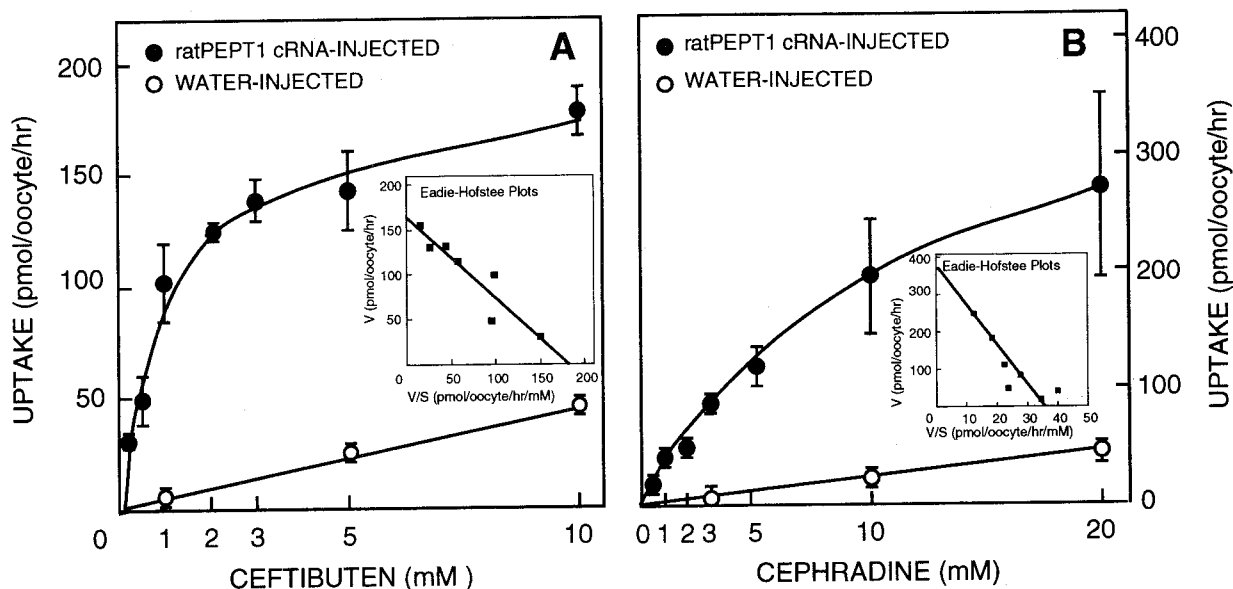 A
ratPEPT1 cRNA-INJECTED
WATER-INJECTED
UPTAKE (pmol/oocyte/hr)
200
150
100
50
0
1
2
3
5
10
CEFTIBUTEN (mM )
Eadie-Hofstee Plots
V (pmol/oocyte/hr)
200
150
100
50
0
50
100
150
200
V/S (pmol/oocyte/hr/mM)
B
ratPEPT1 cRNA-INJECTED
WATER-INJECTED
UPTAKE (pmol/oocyte/hr)
400
300
200
100
0
0
1
2
3
5
10
20
CEPHRADINE (mM)
Eadie-Hofstee Plots
V (pmol/oocyte/hr)
400
300
200
100
0
10
20
30
40
50
V/S (pmol/oocyte/hr/mM)